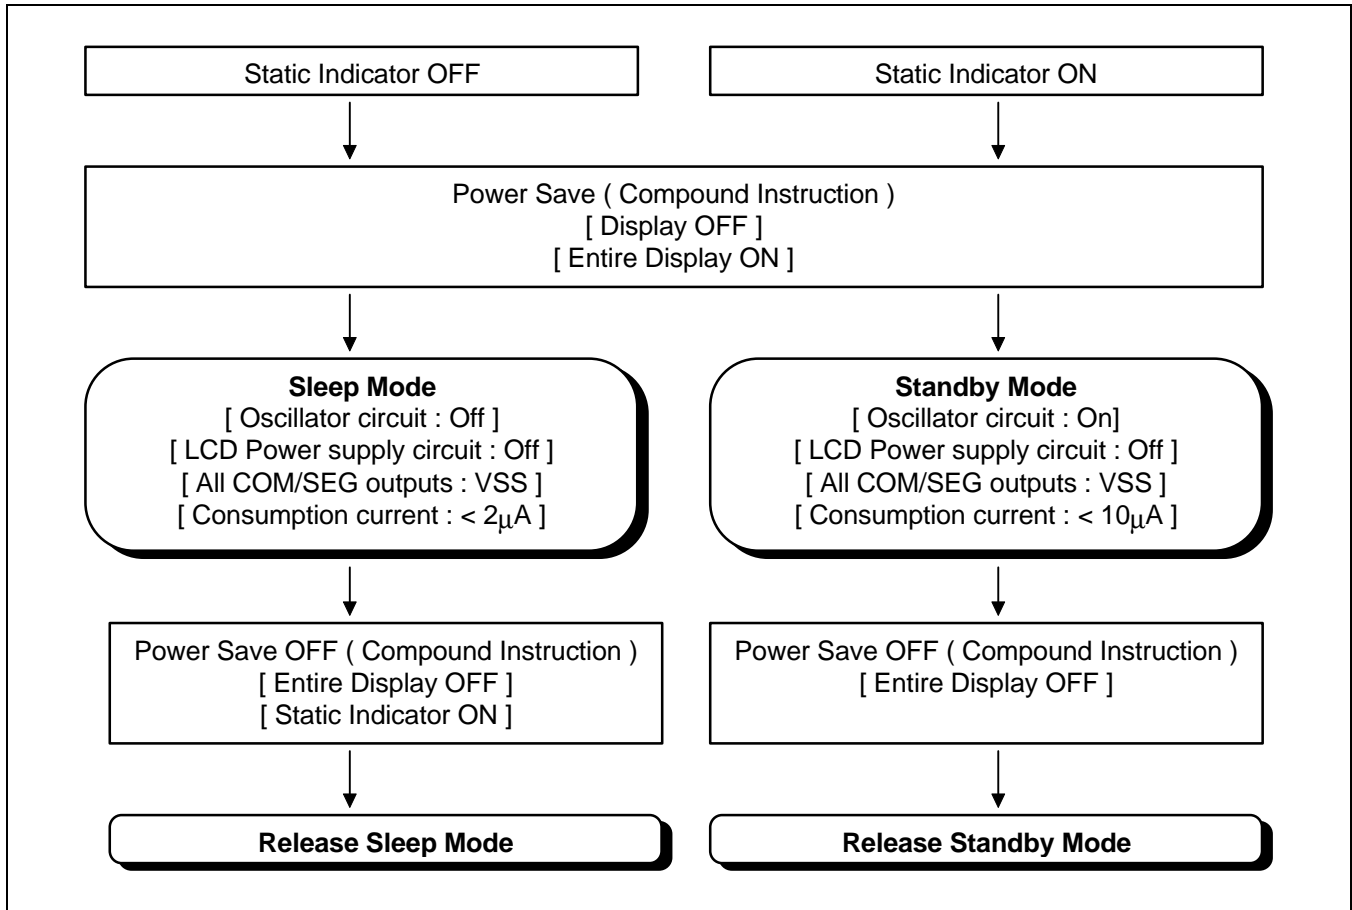 Static Indicator OFF
Static Indicator ON
Power Save ( Compound Instruction )
[ Display OFF ]
[ Entire Display ON ]
Sleep Mode
[ Oscillator circuit : Off ]
[ LCD Power supply circuit : Off ]
[ All COM/SEG outputs : VSS ]
[ Consumption current : < 2μA ]
Standby Mode
[ Oscillator circuit : On]
[ LCD Power supply circuit : Off ]
[ All COM/SEG outputs : VSS ]
[ Consumption current : < 10μA ]
Power Save OFF ( Compound Instruction )
[ Entire Display OFF ]
[ Static Indicator ON ]
Power Save OFF ( Compound Instruction )
[ Entire Display OFF ]
Release Sleep Mode
Release Standby Mode